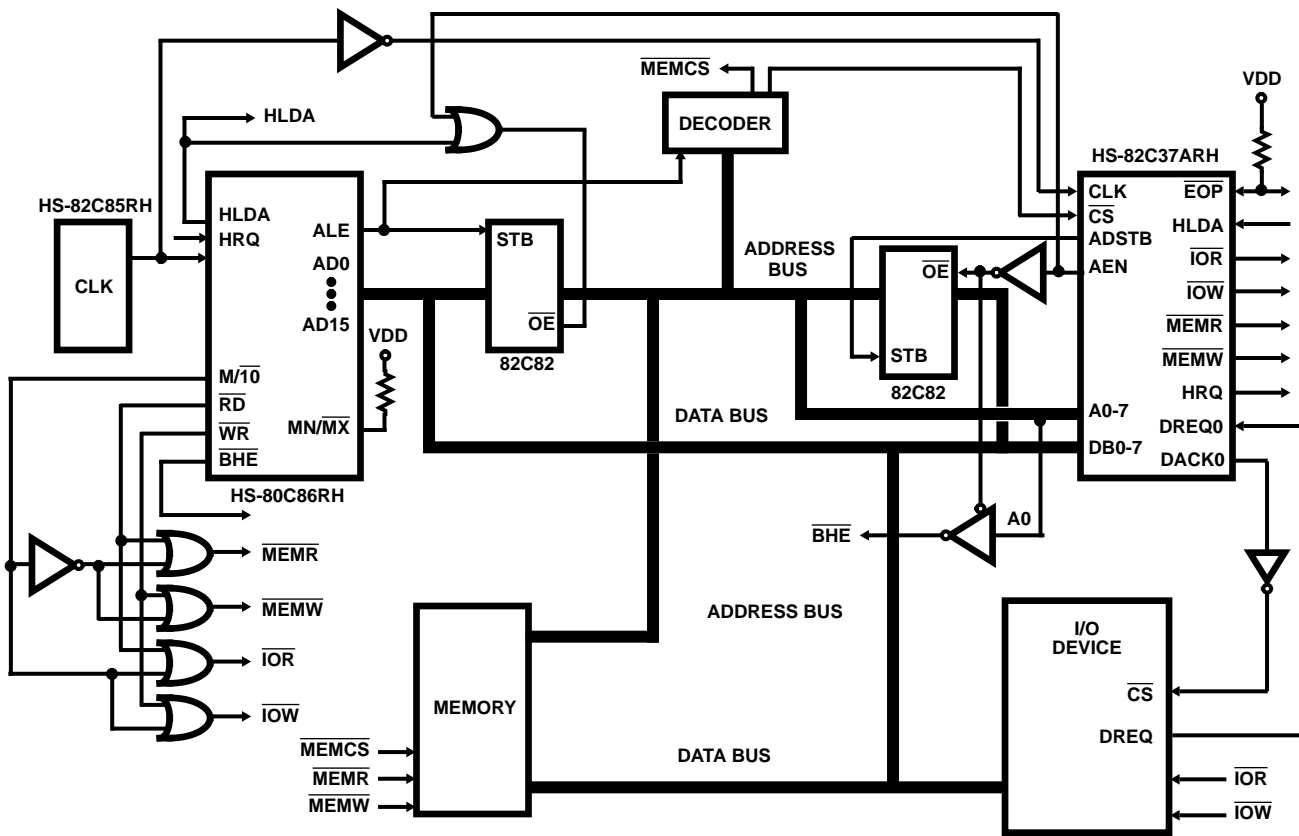 MEMCS
VDD
HLDA
DECODER
HS-82C37ARH
HS-82C85RH
CLK
HLDA
HRQ
ALE
AD0
AD15
VDD
M/IO
RD
WR
BHE
MN/MX
HS-80C86RH
STB
OE
82C82
ADDRESS
BUS
OE
STB
82C82
CLK
CS
ADSTB
AEN
A0-7
DB0-7
EOP
HLDA
IOR
IOW
MEMR
MEMW
HRQ
DREQ0
DACK0
DATA BUS
A0
BHE
MEMR
MEMW
IOR
IOW
ADDRESS BUS
MEMORY
MEMCS
MEMR
MEMW
DATA BUS
I/O
DEVICE
CS
DREQ
IOR
IOW